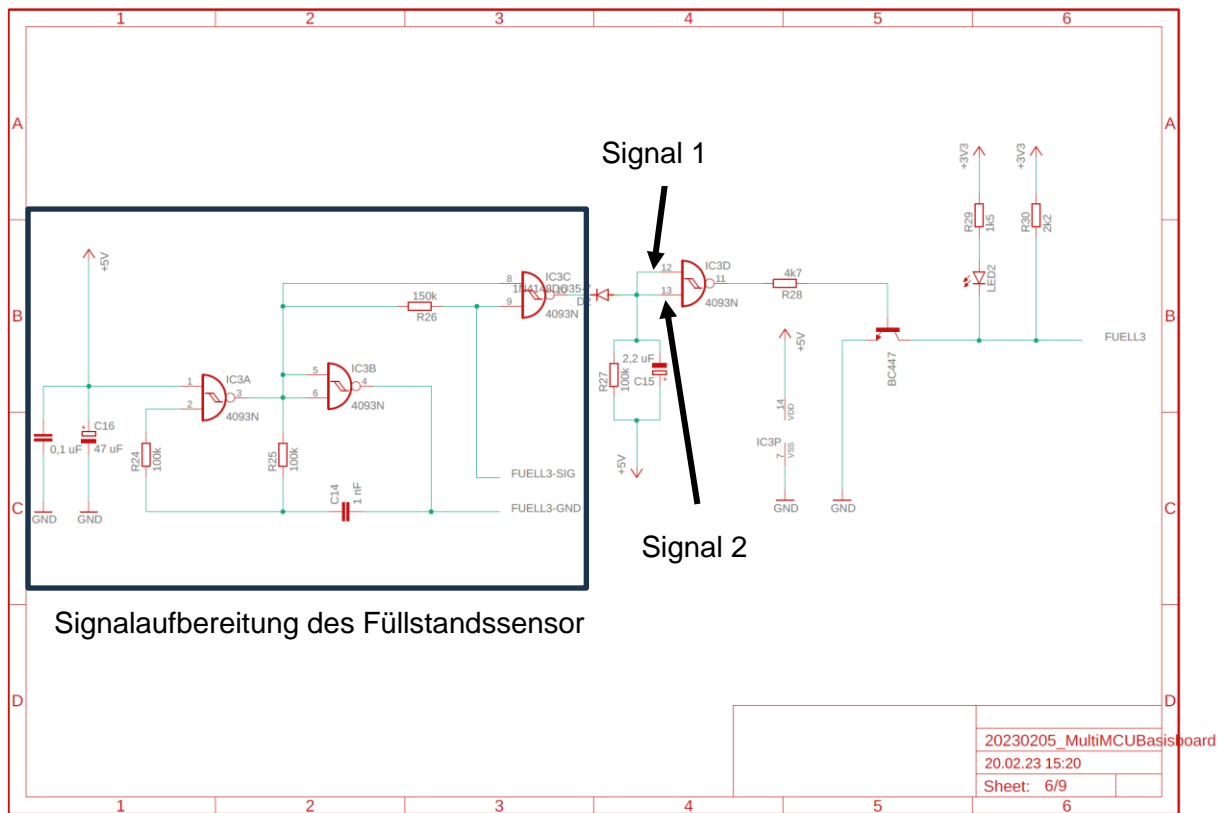 1 2 3 4 5 6
A A
Signal 1
+3V3 +3V3
R29 1k5
R30 2k2
+5V
8 IC3C
1N4148DO35-7
150k
9 10
4093N
R26
12 IC3D
11
13 4093N
4k7
R28
LED2
B B
FUELL3
+5V
BC447
2,2 uF
R27 100k
C15
+
5 IC3B
4
6 4093N
1 IC3A
3
2 4093N
+ C16
0,1 uF 47 uF
R24 100k
R25 100k
14 VDD
IC3P
7 VSS
+5V
FUELL3-SIG
C14 1 nF
FUELL3-GND
GND GND GND GND
C C
Signal 2
Signalaufbereitung des Füllstandssensor
D D
20230205_MultiMCUBasisboard
20.02.23 15:20
Sheet: 6/9
1 2 3 4 5 6